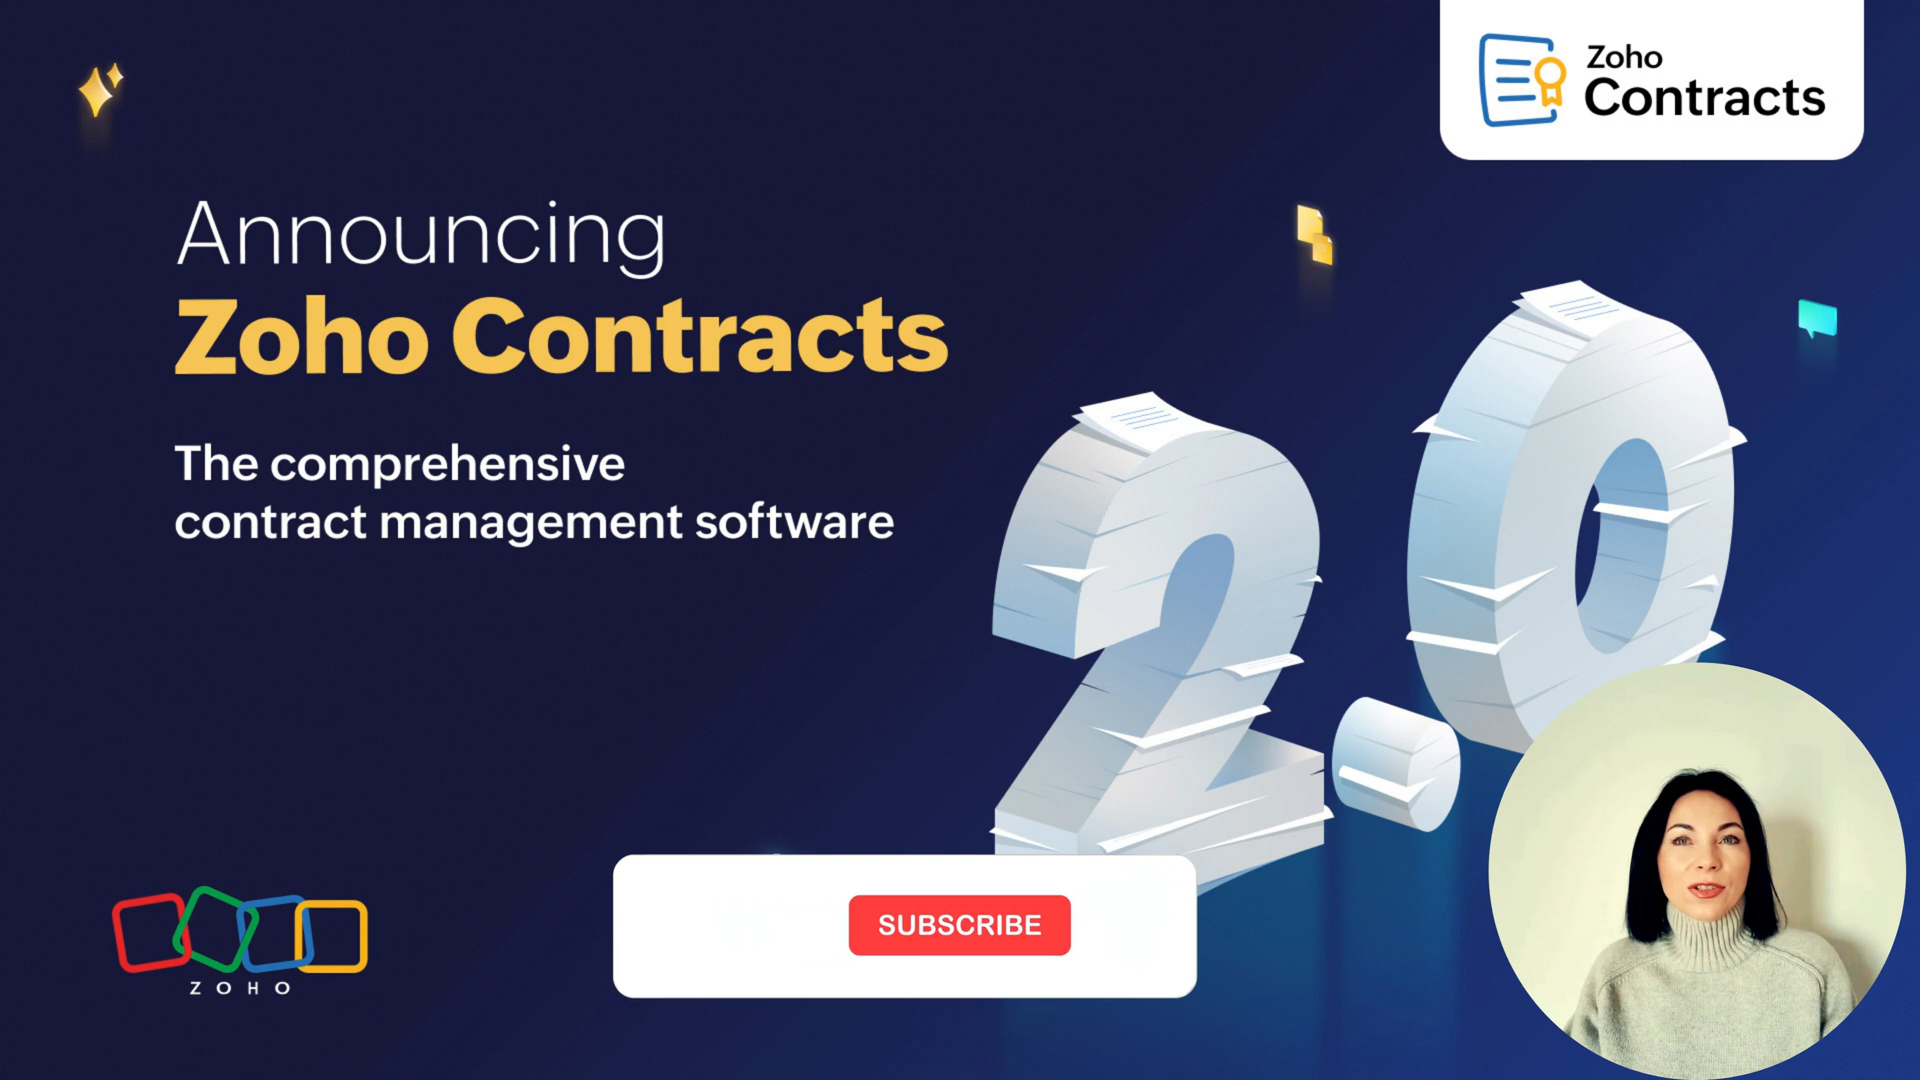 Zoho
Contracts
Announcing
Zoho Contracts
The comprehensive
contract management software
2.0
SUBSCRIBE
ZOHO